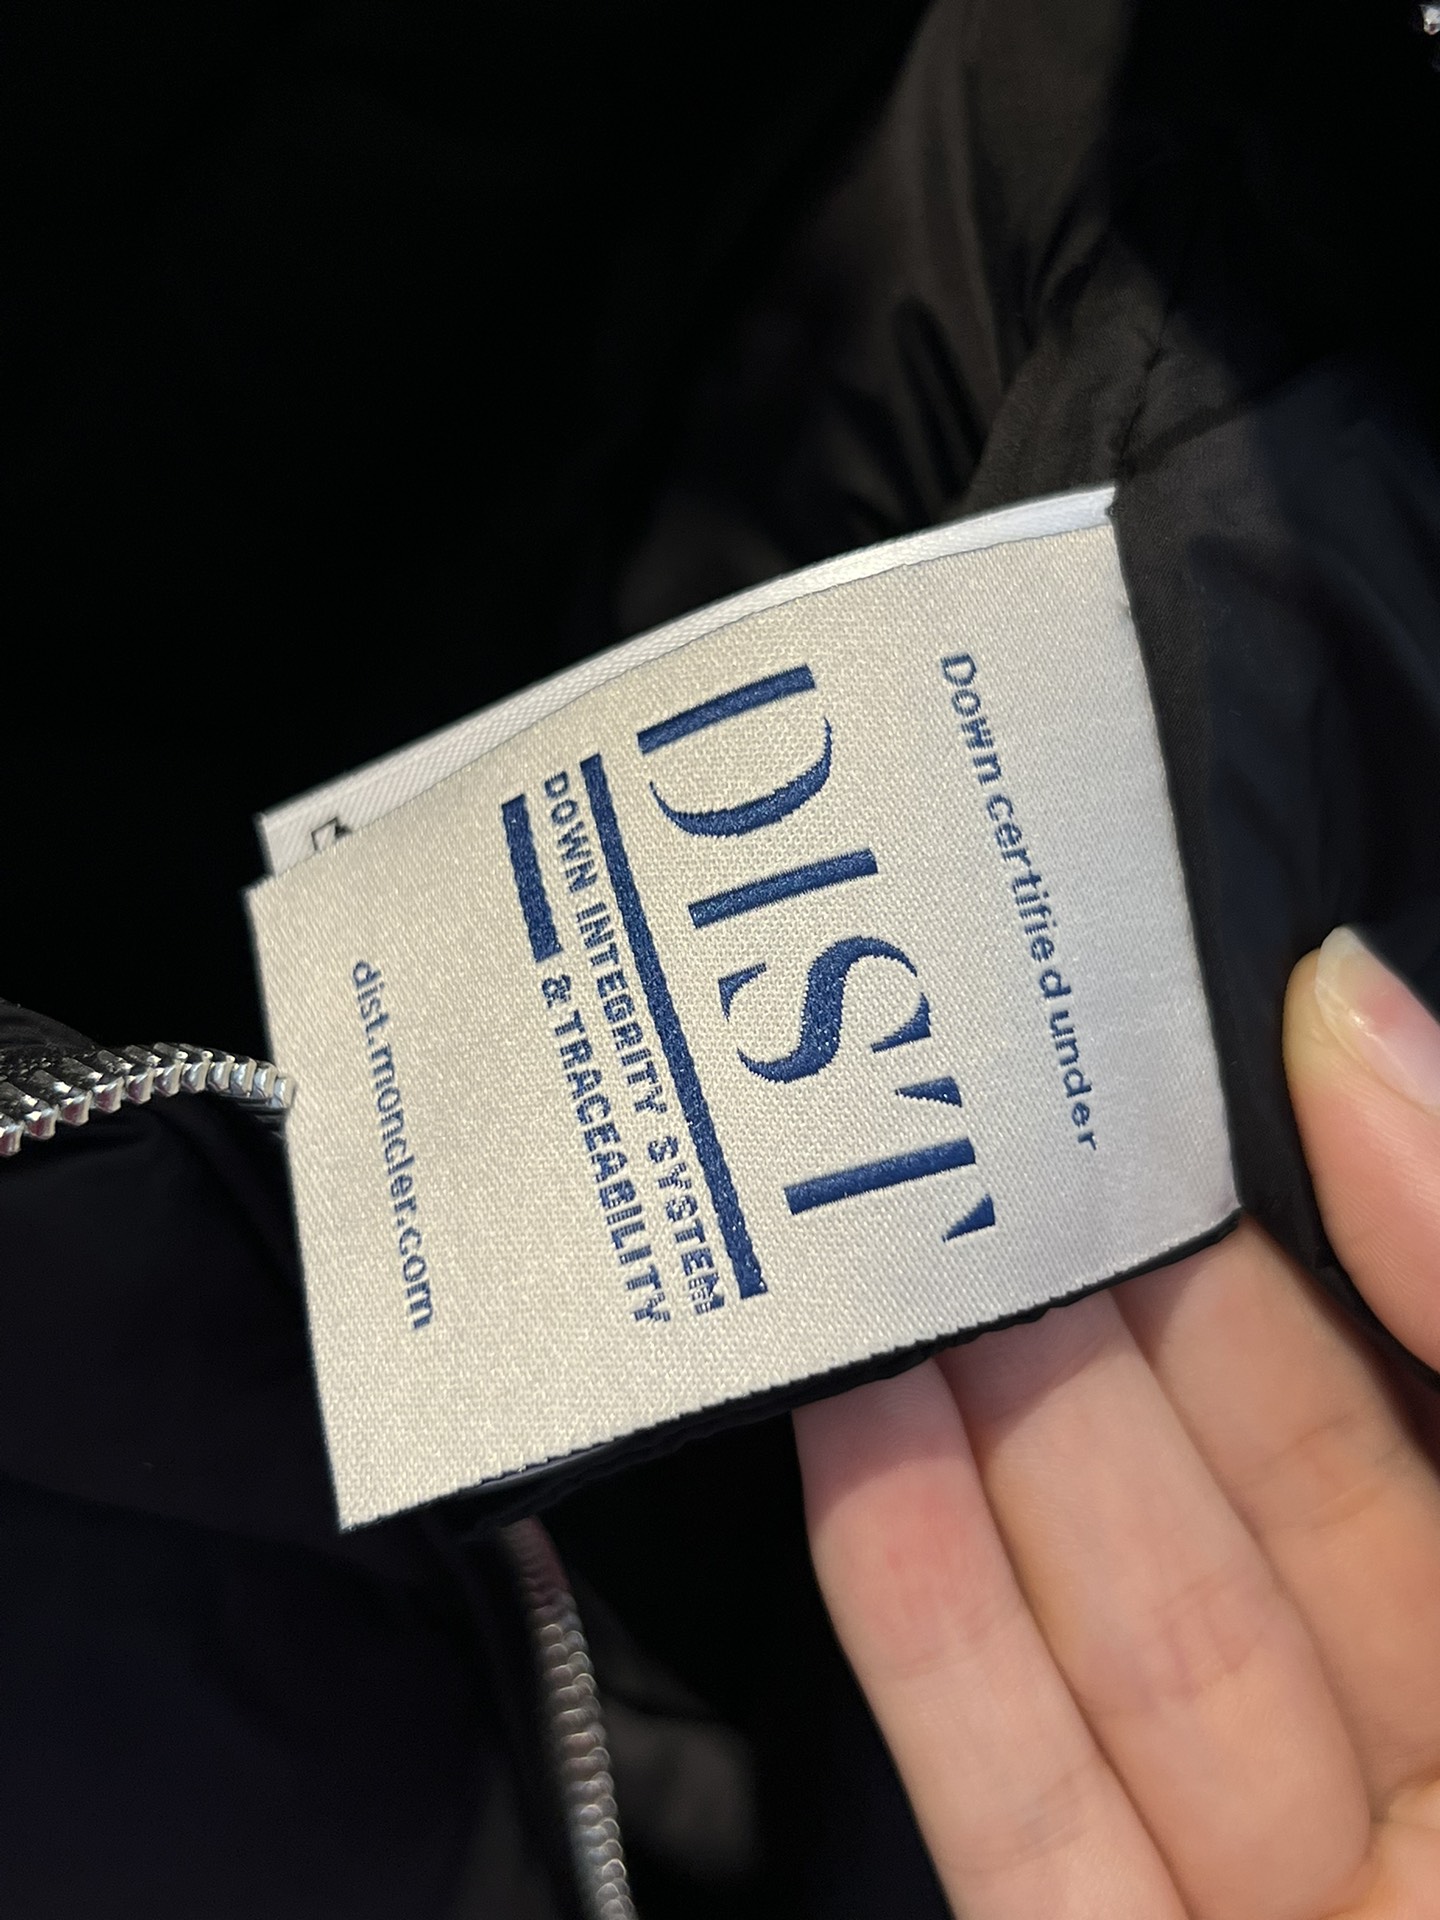 Down certified under
DIST
DOWN INTEGRITY SYSTEM
& TRACEABILITY
dist.moncler.com